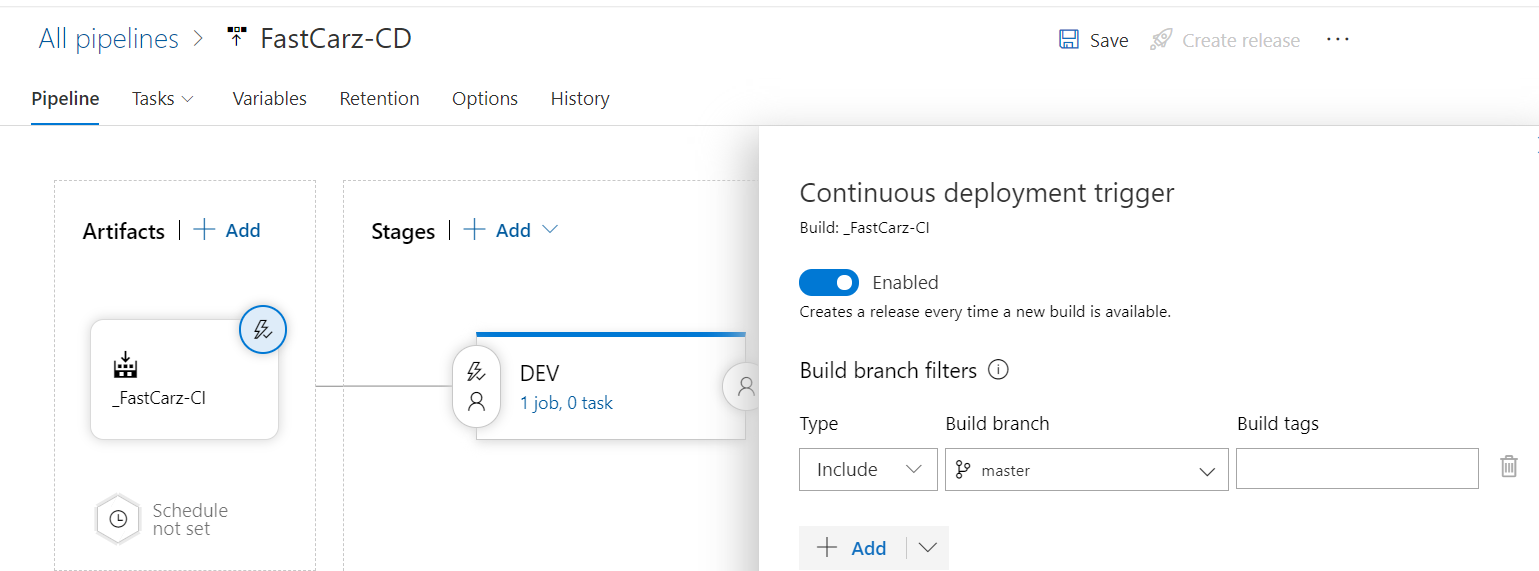 All pipelines > FastCarz-CD
Save Create release ...
Pipeline Tasks Variables Retention Options History
Artifacts | + Add
Stages | + Add
_FastCarz-CI
Schedule
not set
DEV
1 job, 0 task
Continuous deployment trigger
Build: _FastCarz-CI
Enabled
Creates a release every time a new build is available.
Build branch filters
Type Build branch Build tags
Include master
+ Add